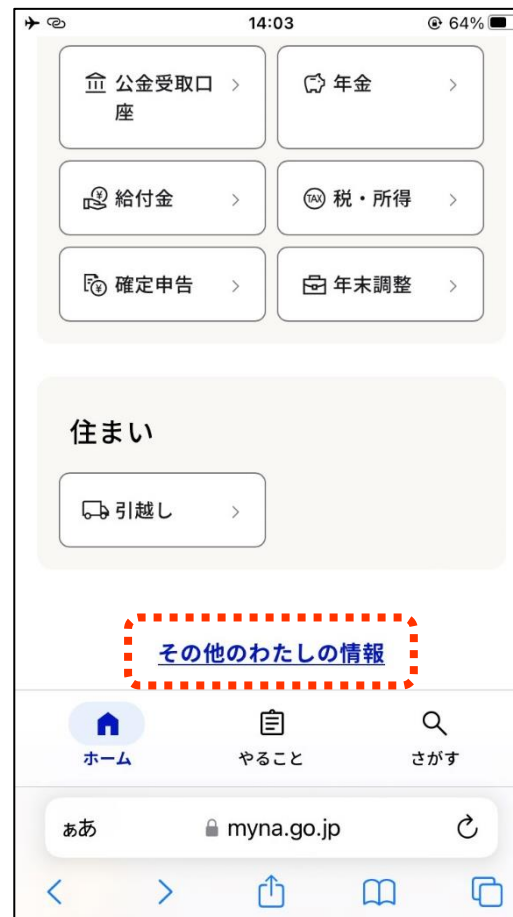 14:03
64%
公金受取口座
年金
給付金
TAX 税・所得
確定申告
年末調整
住まい
引越し
その他のわたしの情報
ホーム
やること
さがす
ぁあ
myna.go.jp